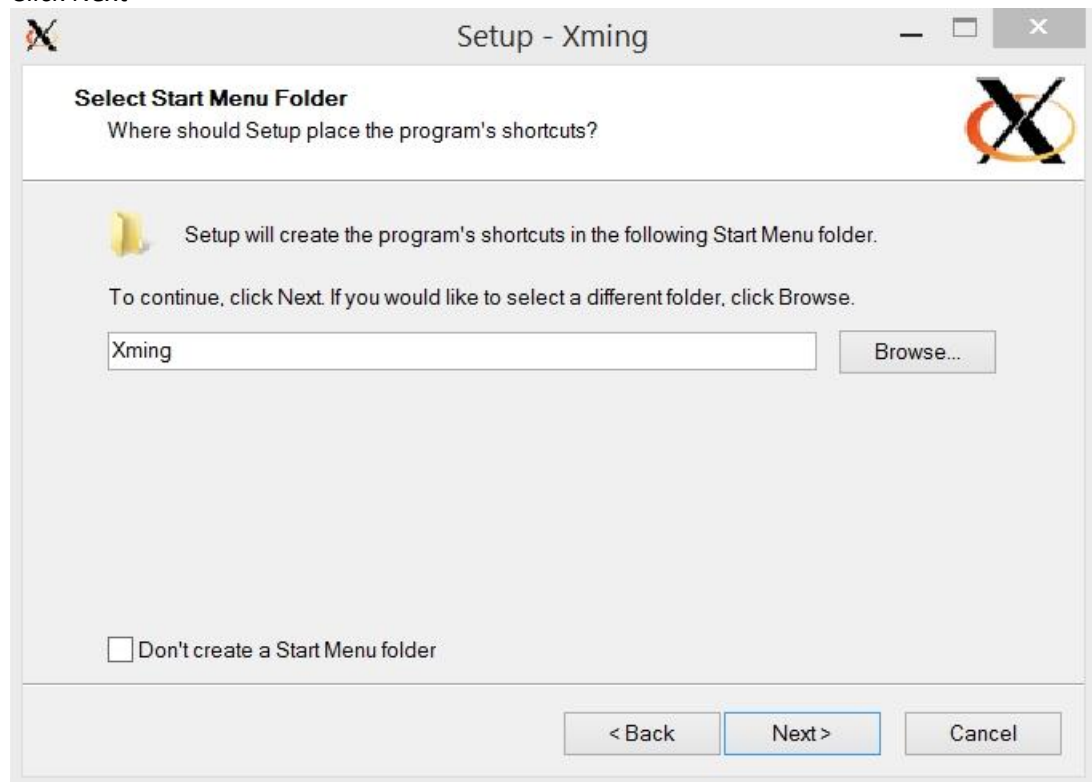 Click Next
Setup - Xming
Select Start Menu Folder
Where should Setup place the program's shortcuts?
Setup will create the program's shortcuts in the following Start Menu folder.
To continue, click Next. If you would like to select a different folder, click Browse.
Xming
Browse...
Don't create a Start Menu folder
< Back
Next >
Cancel